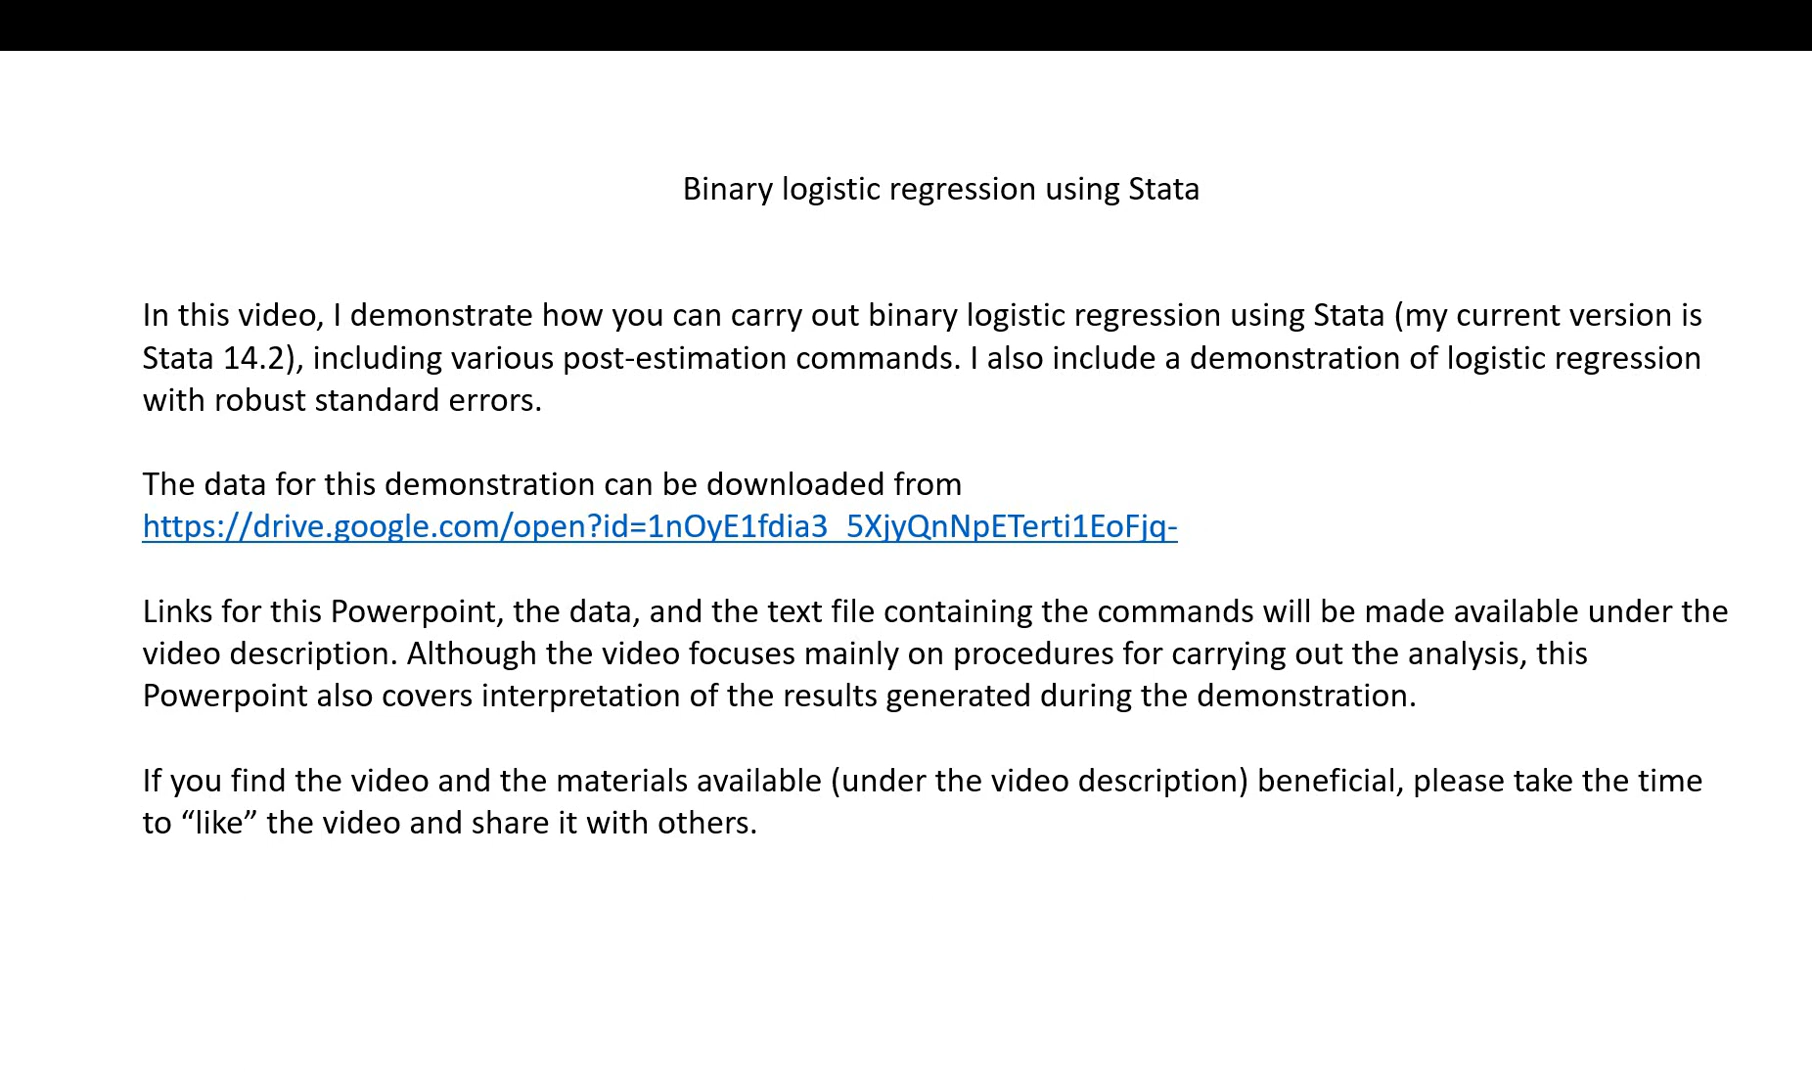 Binary logistic regression using Stata
In this video, I demonstrate how you can carry out binary logistic regression using Stata (my current version is
Stata 14.2), including various post-estimation commands. I also include a demonstration of logistic regression
with robust standard errors.
The data for this demonstration can be downloaded from
https://drive.google.com/open?id=1nOyE1fdia3_5XjyQnNpETerti1EoFjq-
Links for this Powerpoint, the data, and the text file containing the commands will be made available under the
video description. Although the video focuses mainly on procedures for carrying out the analysis, this
Powerpoint also covers interpretation of the results generated during the demonstration.
If you find the video and the materials available (under the video description) beneficial, please take the time
to “like” the video and share it with others.